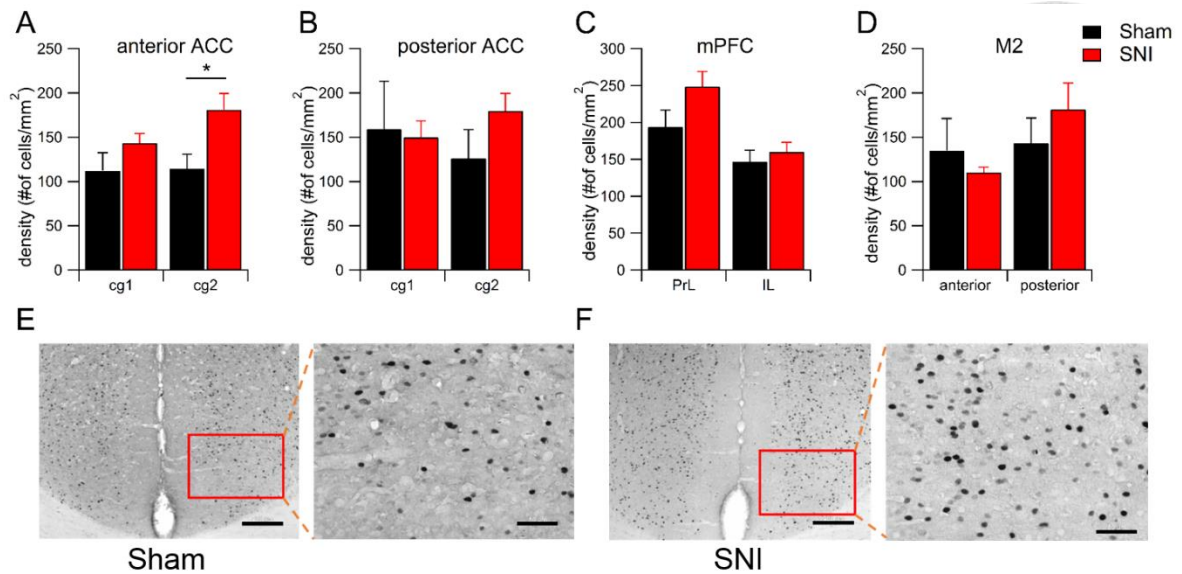 A
anterior ACC
density (#of cells/mm²)
250
200
150
100
50
0
*
cg1
cg2
B
posterior ACC
density (#of cells/mm²)
250
200
150
100
50
0
cg1
cg2
C
mPFC
density (#of cells/mm²)
300
250
200
150
100
50
0
PrL
IL
D
M2
density (#of cells/mm²)
250
200
150
100
50
0
anterior
posterior
Sham
SNI
E
Sham
F
SNI